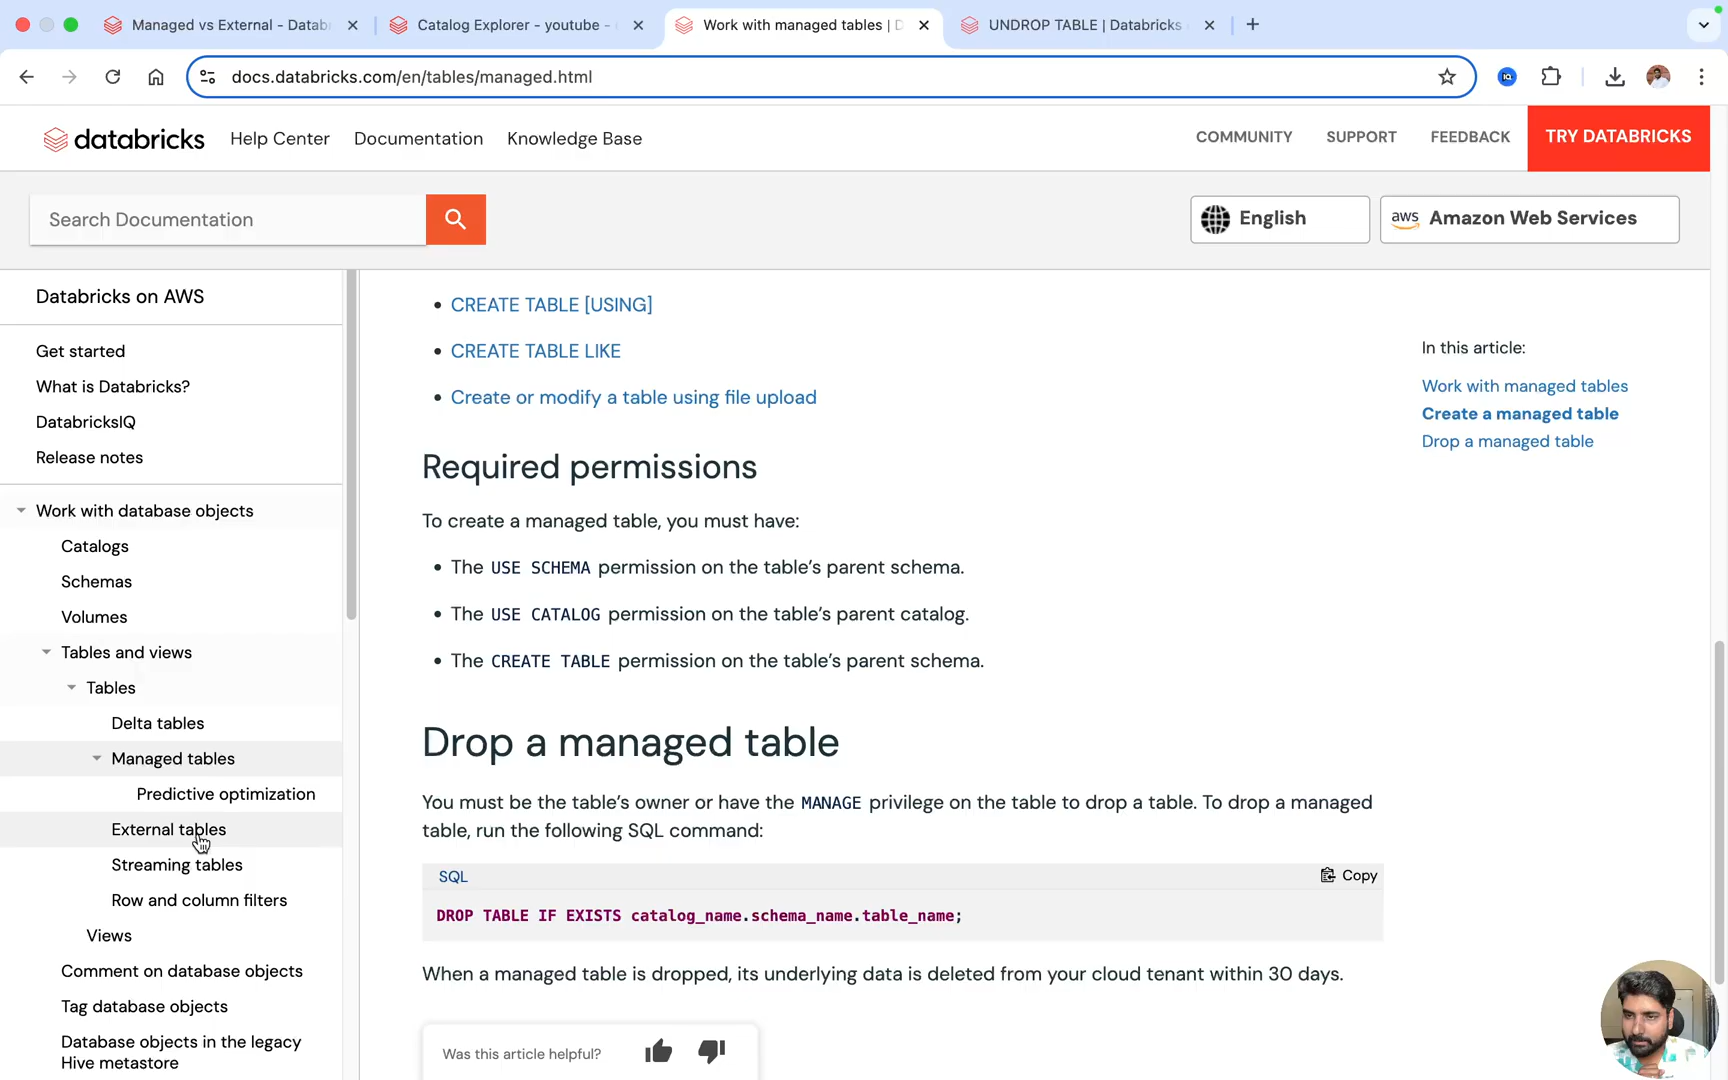 Managed vs External - Datab
Catalog Explorer - youtube -
Work with managed tables | D
UNDROP TABLE | Databricks
docs.databricks.com/en/tables/managed.html
IQ
databricks
Help Center
Documentation
Knowledge Base
COMMUNITY
SUPPORT
FEEDBACK
TRY DATABRICKS
Search Documentation
English
aws Amazon Web Services
Databricks on AWS
Get started
What is Databricks?
DatabricksIQ
Release notes
Work with database objects
Catalogs
Schemas
Volumes
Tables and views
Tables
Delta tables
Managed tables
Predictive optimization
External tables
Streaming tables
Row and column filters
Views
Comment on database objects
Tag database objects
Database objects in the legacy
Hive metastore
CREATE TABLE [USING]
CREATE TABLE LIKE
Create or modify a table using file upload
Required permissions
To create a managed table, you must have:
The USE SCHEMA permission on the table’s parent schema.
The USE CATALOG permission on the table’s parent catalog.
The CREATE TABLE permission on the table’s parent schema.
Drop a managed table
You must be the table’s owner or have the MANAGE privilege on the table to drop a table. To drop a managed
table, run the following SQL command:
SQL
Copy
DROP TABLE IF EXISTS catalog_name.schema_name.table_name;
When a managed table is dropped, its underlying data is deleted from your cloud tenant within 30 days.
Was this article helpful?
In this article:
Work with managed tables
Create a managed table
Drop a managed table